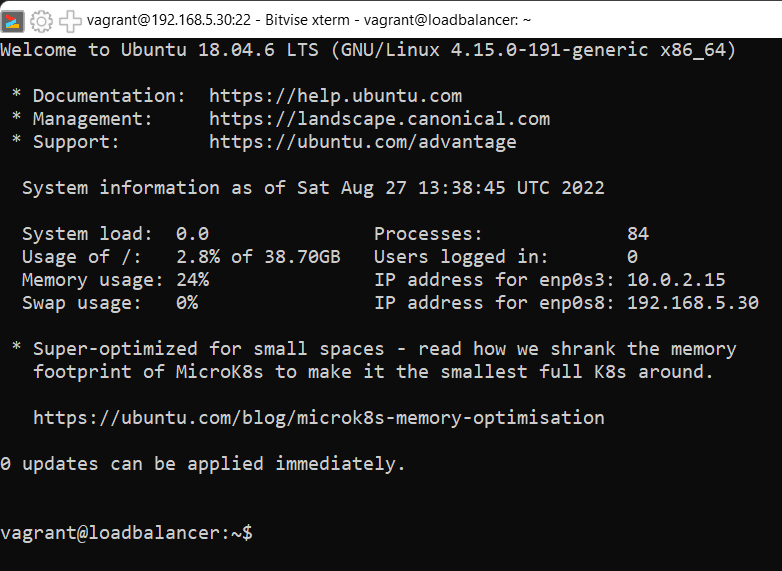 vagrant@192.168.5.30:22 - Bitvise xterm - vagrant@loadbalancer: ~
Welcome to Ubuntu 18.04.6 LTS (GNU/Linux 4.15.0-191-generic x86_64)
* Documentation:  https://help.ubuntu.com
* Management:     https://landscape.canonical.com
* Support:        https://ubuntu.com/advantage
System information as of Sat Aug 27 13:38:45 UTC 2022
System load:  0.0               Processes:             84
Usage of /:   2.8% of 38.70GB   Users logged in:       0
Memory usage: 24%               IP address for enp0s3: 10.0.2.15
Swap usage:   0%                IP address for enp0s8: 192.168.5.30
* Super-optimized for small spaces - read how we shrank the memory
footprint of MicroK8s to make it the smallest full K8s around.
https://ubuntu.com/blog/microk8s-memory-optimisation
0 updates can be applied immediately.
vagrant@loadbalancer:~$